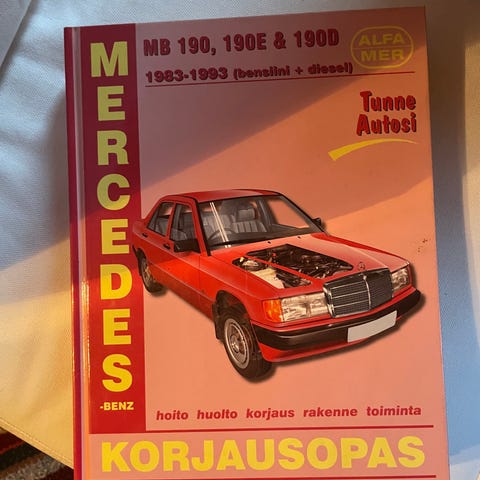 MERCEDES
-BENZ
MB 190, 190E & 190D
1983-1993 (bensiini + diesel)
ALFA
MER
Tunne
Autosi
hoito huolto korjaus rakenne toiminta
KORJAUSOPAS